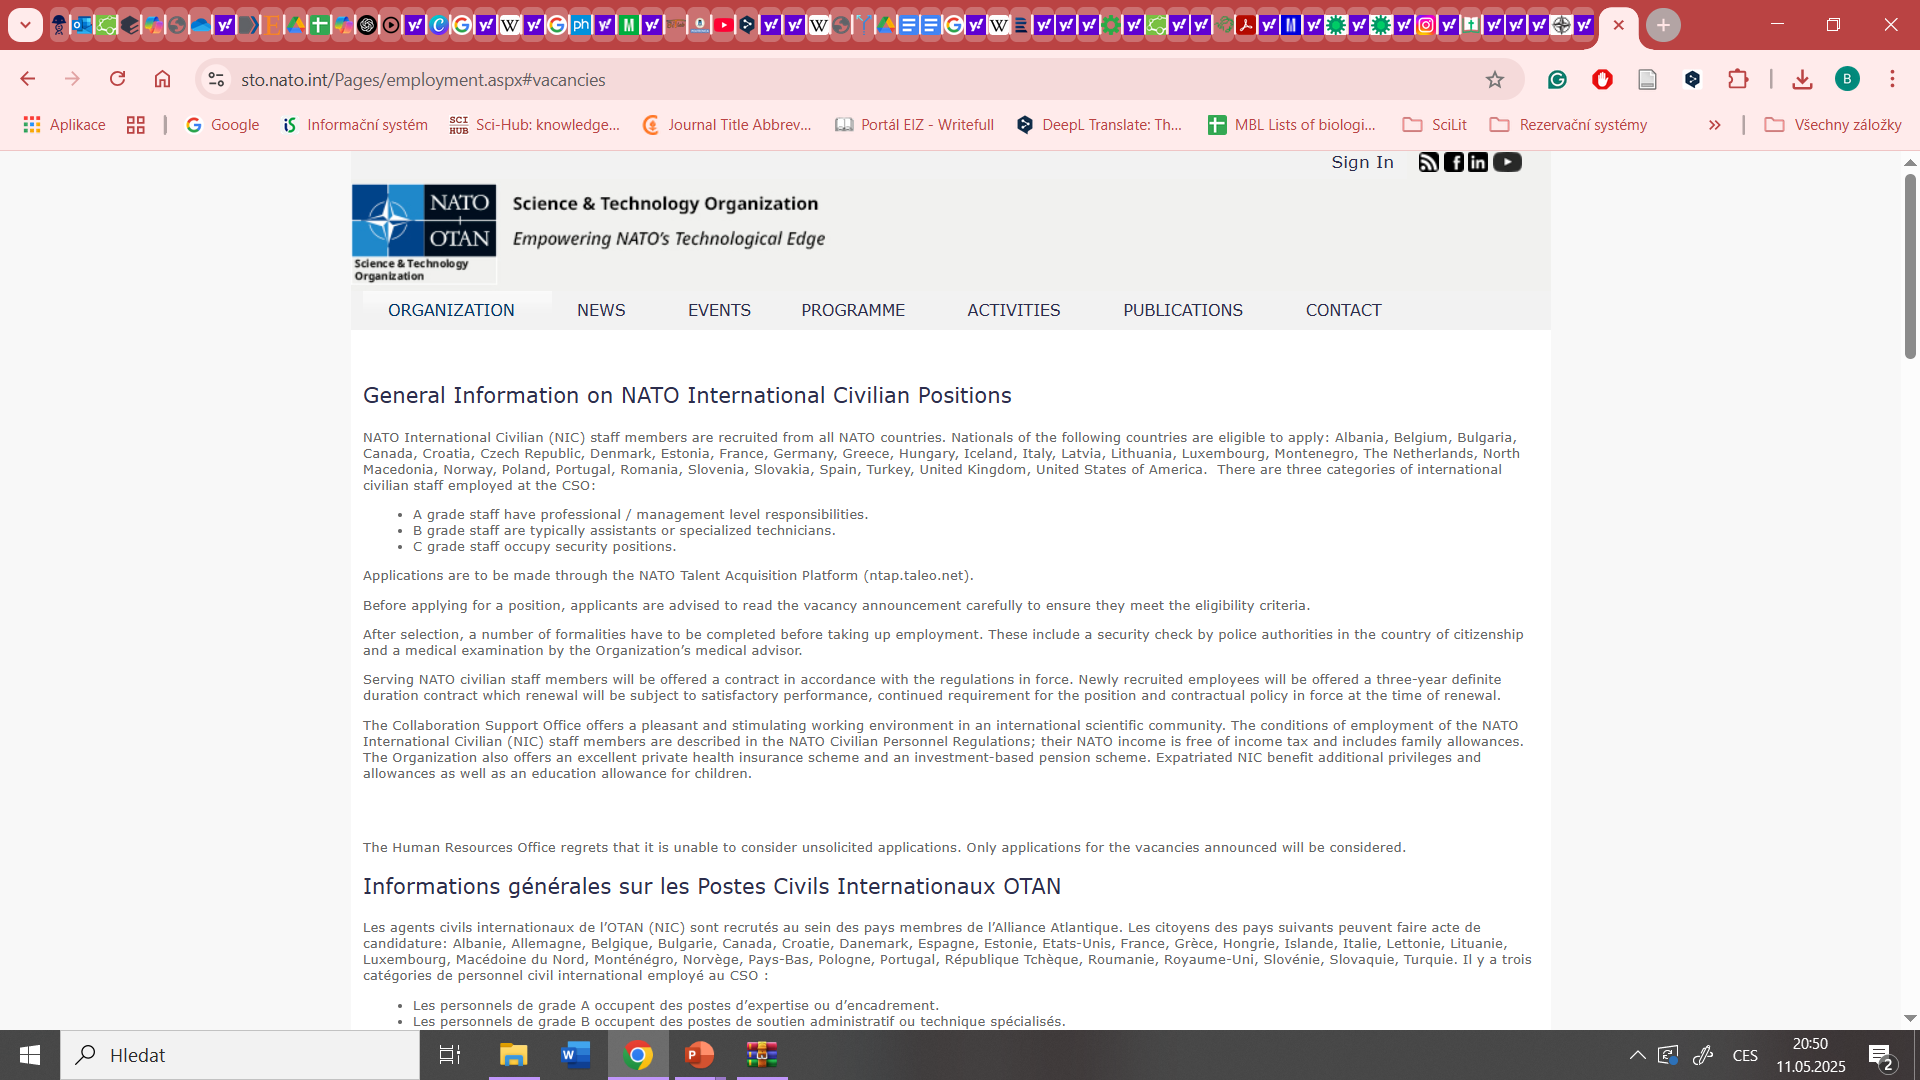 sto.nato.int/Pages/employment.aspx#vacancies
B
Aplikace
Google
Informační systém
Sci-Hub: knowledge...
Journal Title Abbrev...
Portál EIZ - Writefull
DeepL Translate: Th...
MBL Lists of biologi...
SciLit
Rezervační systémy
»
Všechny záložky
Sign In
NATO
OTAN
Science & Technology
Organization
Science & Technology Organization
Empowering NATO's Technological Edge
ORGANIZATION NEWS EVENTS PROGRAMME ACTIVITIES PUBLICATIONS CONTACT
General Information on NATO International Civilian Positions
NATO International Civilian (NIC) staff members are recruited from all NATO countries. Nationals of the following countries are eligible to apply: Albania, Belgium, Bulgaria,
Canada, Croatia, Czech Republic, Denmark, Estonia, France, Germany, Greece, Hungary, Iceland, Italy, Latvia, Lithuania, Luxembourg, Montenegro, The Netherlands, North
Macedonia, Norway, Poland, Portugal, Romania, Slovenia, Slovakia, Spain, Turkey, United Kingdom, United States of America.  There are three categories of international
civilian staff employed at the CSO:
• A grade staff have professional / management level responsibilities.
• B grade staff are typically assistants or specialized technicians.
• C grade staff occupy security positions.
Applications are to be made through the NATO Talent Acquisition Platform (ntap.taleo.net).
Before applying for a position, applicants are advised to read the vacancy announcement carefully to ensure they meet the eligibility criteria.
After selection, a number of formalities have to be completed before taking up employment. These include a security check by police authorities in the country of citizenship
and a medical examination by the Organization's medical advisor.
Serving NATO civilian staff members will be offered a contract in accordance with the regulations in force. Newly recruited employees will be offered a three-year definite
duration contract which renewal will be subject to satisfactory performance, continued requirement for the position and contractual policy in force at the time of renewal.
The Collaboration Support Office offers a pleasant and stimulating working environment in an international scientific community. The conditions of employment of the NATO
International Civilian (NIC) staff members are described in the NATO Civilian Personnel Regulations; their NATO income is free of income tax and includes family allowances.
The Organization also offers an excellent private health insurance scheme and an investment-based pension scheme. Expatriated NIC benefit additional privileges and
allowances as well as an education allowance for children.
The Human Resources Office regrets that it is unable to consider unsolicited applications. Only applications for the vacancies announced will be considered.
Informations générales sur les Postes Civils Internationaux OTAN
Les agents civils internationaux de l'OTAN (NIC) sont recrutés au sein des pays membres de l'Alliance Atlantique. Les citoyens des pays suivants peuvent faire acte de
candidature: Albanie, Allemagne, Belgique, Bulgarie, Canada, Croatie, Danemark, Espagne, Estonie, Etats-Unis, France, Grèce, Hongrie, Islande, Italie, Lettonie, Lituanie,
Luxembourg, Macédoine du Nord, Monténégro, Norvège, Pays-Bas, Pologne, Portugal, République Tchèque, Roumanie, Royaume-Uni, Slovénie, Slovaquie, Turquie. Il y a trois
catégories de personnel civil international employé au CSO :
• Les personnels de grade A occupent des postes d'expertise ou d'encadrement.
• Les personnels de grade B occupent des postes de soutien administratif ou technique spécialisés.
Hledat
CES
20:50
11.05.2025
2